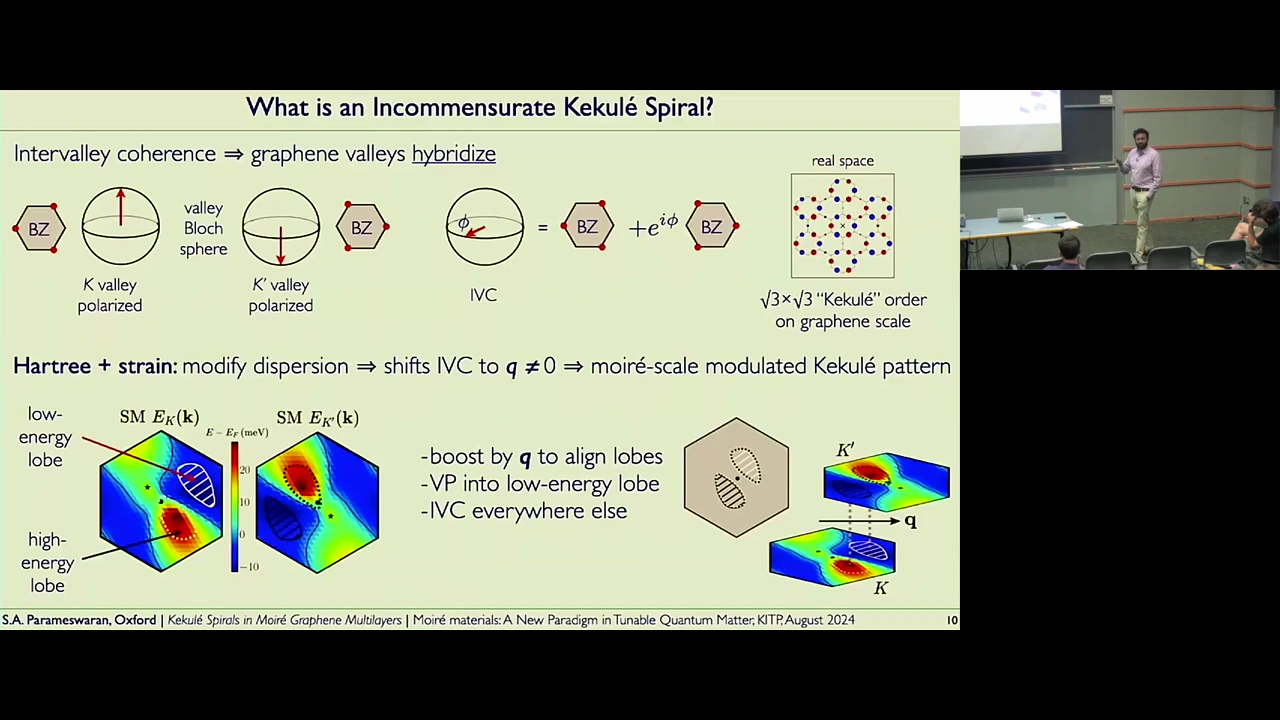 What is an Incommensurate Kekulé Spiral?
Intervalley coherence ⇒ graphene valleys hybridize
BZ
K valley
polarized
valley
Bloch
sphere
K′ valley
polarized
BZ
ϕ
IVC
=
BZ
+e^{iϕ}
BZ
real space
√3×√3 “Kekulé” order
on graphene scale
Hartree + strain: modify dispersion ⇒ shifts IVC to q ≠ 0 ⇒ moiré-scale modulated Kekulé pattern
low-
energy
lobe
high-
energy
lobe
SM E_K(k)
E − E_F (meV)
20
10
0
−10
SM E_{K′}(k)
-boost by q to align lobes
-VP into low-energy lobe
-IVC everywhere else
K′
q
K
S.A. Parameswaran, Oxford | Kekulé Spirals in Moiré Graphene Multilayers | Moiré materials: A New Paradigm in Tunable Quantum Matter, KITP, August 2024
10